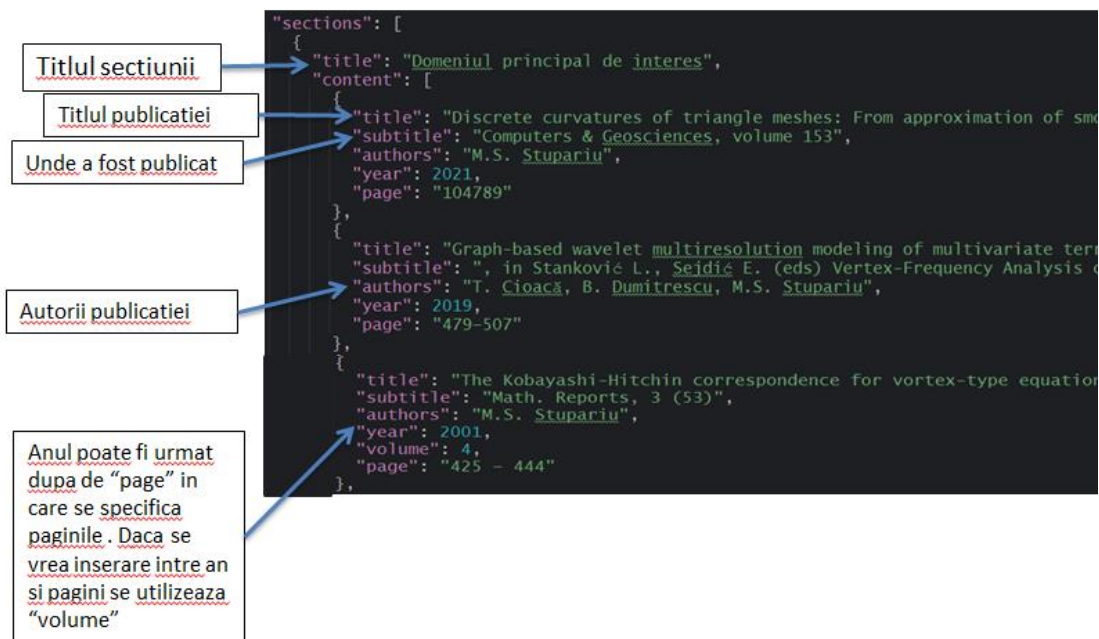 Titlul sectiunii
Titlul publicatiei
Unde a fost publicat
Autorii publicatiei
Anul poate fi urmat
dupa de “page” in
care se specifica
paginile . Daca se
vrea inserare intre an
si pagini se utilizeaza
“volume”
"sections": [
{
"title": "Domeniul principal de interes",
"content": [
{
"title": "Discrete curvatures of triangle meshes: From approximation of smo
"subtitle": "Computers & Geosciences, volume 153",
"authors": "M.S. Stupariu",
"year": 2021,
"page": "104789"
},
{
"title": "Graph-based wavelet multiresolution modeling of multivariate terr
"subtitle": ", in Stanković L., Sejdić E. (eds) Vertex-Frequency Analysis
"authors": "T. Cioacă, B. Dumitrescu, M.S. Stupariu",
"year": 2019,
"page": "479-507"
},
{
"title": "The Kobayashi-Hitchin correspondence for vortex-type equation
"subtitle": "Math. Reports, 3 (53)",
"authors": "M.S. Stupariu",
"year": 2001,
"volume": 4,
"page": "425 – 444"
},